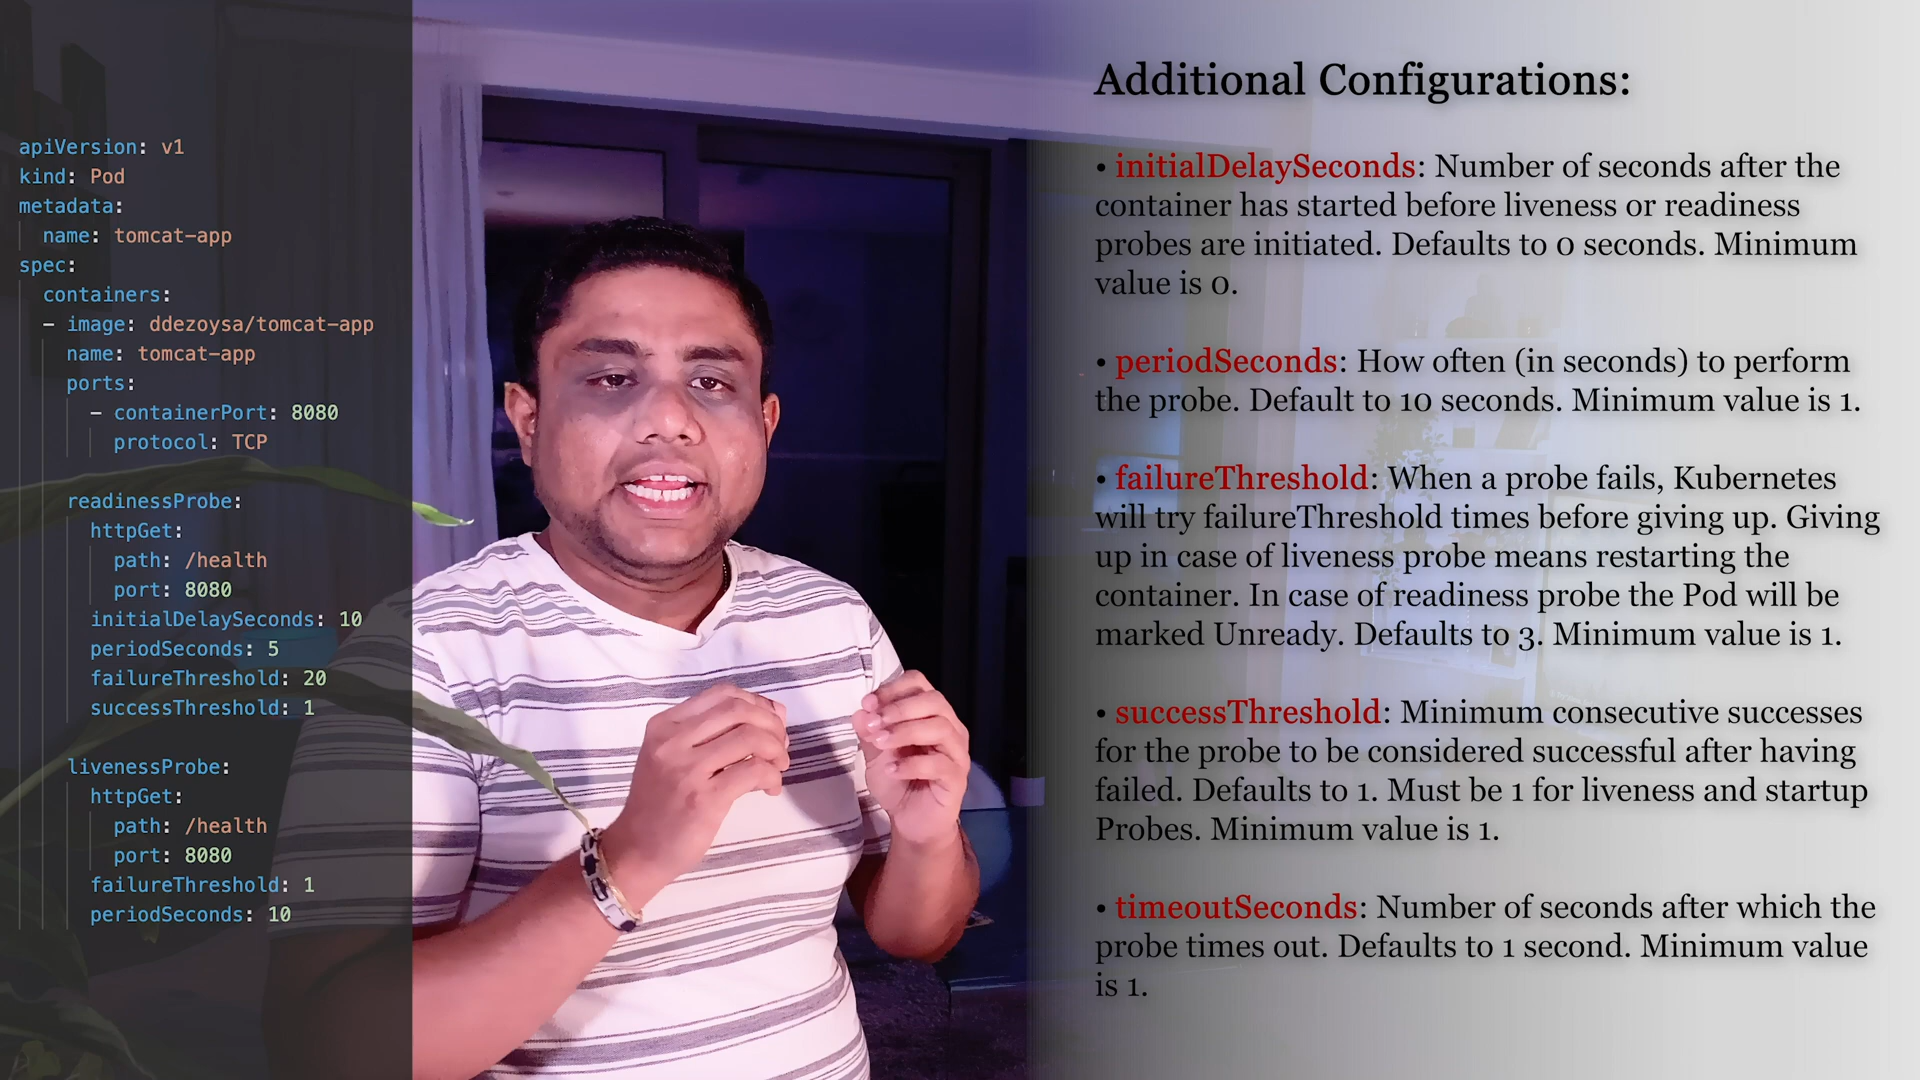 apiVersion: v1
kind: Pod
metadata:
name: tomcat-app
spec:
containers:
- image: ddezoysa/tomcat-app
name: tomcat-app
ports:
- containerPort: 8080
protocol: TCP
readinessProbe:
httpGet:
path: /health
port: 8080
initialDelaySeconds: 10
periodSeconds: 5
failureThreshold: 20
successThreshold: 1
livenessProbe:
httpGet:
path: /health
port: 8080
failureThreshold: 1
periodSeconds: 10
Additional Configurations:
• initialDelaySeconds: Number of seconds after the
container has started before liveness or readiness
probes are initiated. Defaults to 0 seconds. Minimum
value is 0.
• periodSeconds: How often (in seconds) to perform
the probe. Default to 10 seconds. Minimum value is 1.
• failureThreshold: When a probe fails, Kubernetes
will try failureThreshold times before giving up. Giving
up in case of liveness probe means restarting the
container. In case of readiness probe the Pod will be
marked Unready. Defaults to 3. Minimum value is 1.
• successThreshold: Minimum consecutive successes
for the probe to be considered successful after having
failed. Defaults to 1. Must be 1 for liveness and startup
Probes. Minimum value is 1.
• timeoutSeconds: Number of seconds after which the
probe times out. Defaults to 1 second. Minimum value
is 1.